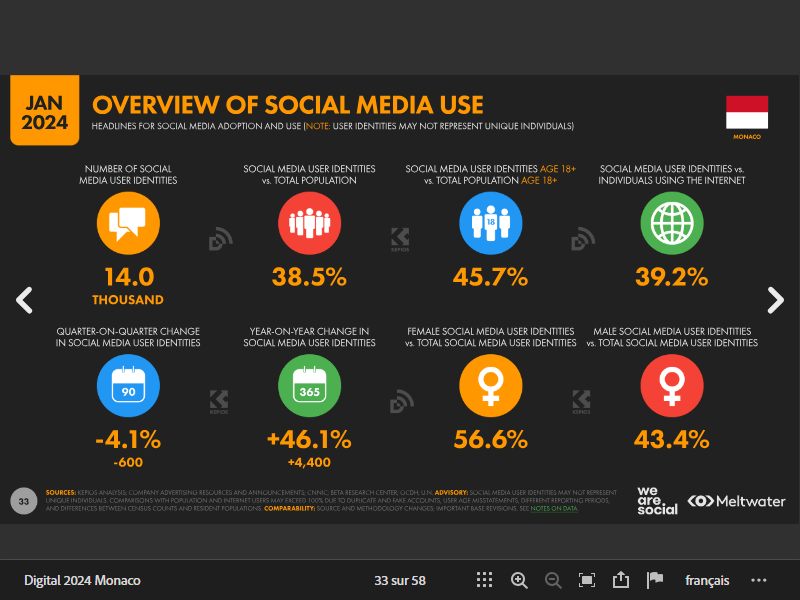 JAN
2024
OVERVIEW OF SOCIAL MEDIA USE
HEADLINES FOR SOCIAL MEDIA ADOPTION AND USE (NOTE: USER IDENTITIES MAY NOT REPRESENT UNIQUE INDIVIDUALS)
MONACO
NUMBER OF SOCIAL
MEDIA USER IDENTITIES
14.0
THOUSAND
SOCIAL MEDIA USER IDENTITIES
vs. TOTAL POPULATION
38.5%
SOCIAL MEDIA USER IDENTITIES AGE 18+
vs. TOTAL POPULATION AGE 18+
18
45.7%
SOCIAL MEDIA USER IDENTITIES vs.
INDIVIDUALS USING THE INTERNET
39.2%
KEPIOS
QUARTER-ON-QUARTER CHANGE
IN SOCIAL MEDIA USER IDENTITIES
90
-4.1%
-600
YEAR-ON-YEAR CHANGE IN
SOCIAL MEDIA USER IDENTITIES
365
+46.1%
+4,400
FEMALE SOCIAL MEDIA USER IDENTITIES
vs. TOTAL SOCIAL MEDIA USER IDENTITIES
56.6%
MALE SOCIAL MEDIA USER IDENTITIES
vs. TOTAL SOCIAL MEDIA USER IDENTITIES
43.4%
KEPIOS
KEPIOS
33
SOURCES: KEPIOS ANALYSIS; COMPANY ADVERTISING RESOURCES AND ANNOUNCEMENTS; CNNIC; BETA RESEARCH CENTER; OCDH; U.N. ADVISORY: SOCIAL MEDIA USER IDENTITIES MAY NOT REPRESENT
UNIQUE INDIVIDUALS. COMPARISONS WITH POPULATION AND INTERNET USERS MAY EXCEED 100% DUE TO DUPLICATE AND FAKE ACCOUNTS, USER AGE MISSTATEMENTS, DIFFERENT REPORTING PERIODS,
AND DIFFERENCES BETWEEN CENSUS COUNTS AND RESIDENT POPULATIONS. COMPARABILITY: SOURCE AND METHODOLOGY CHANGES; IMPORTANT BASE REVISIONS. SEE NOTES ON DATA.
we
are.
social
Meltwater
Digital 2024 Monaco
33 sur 58
français